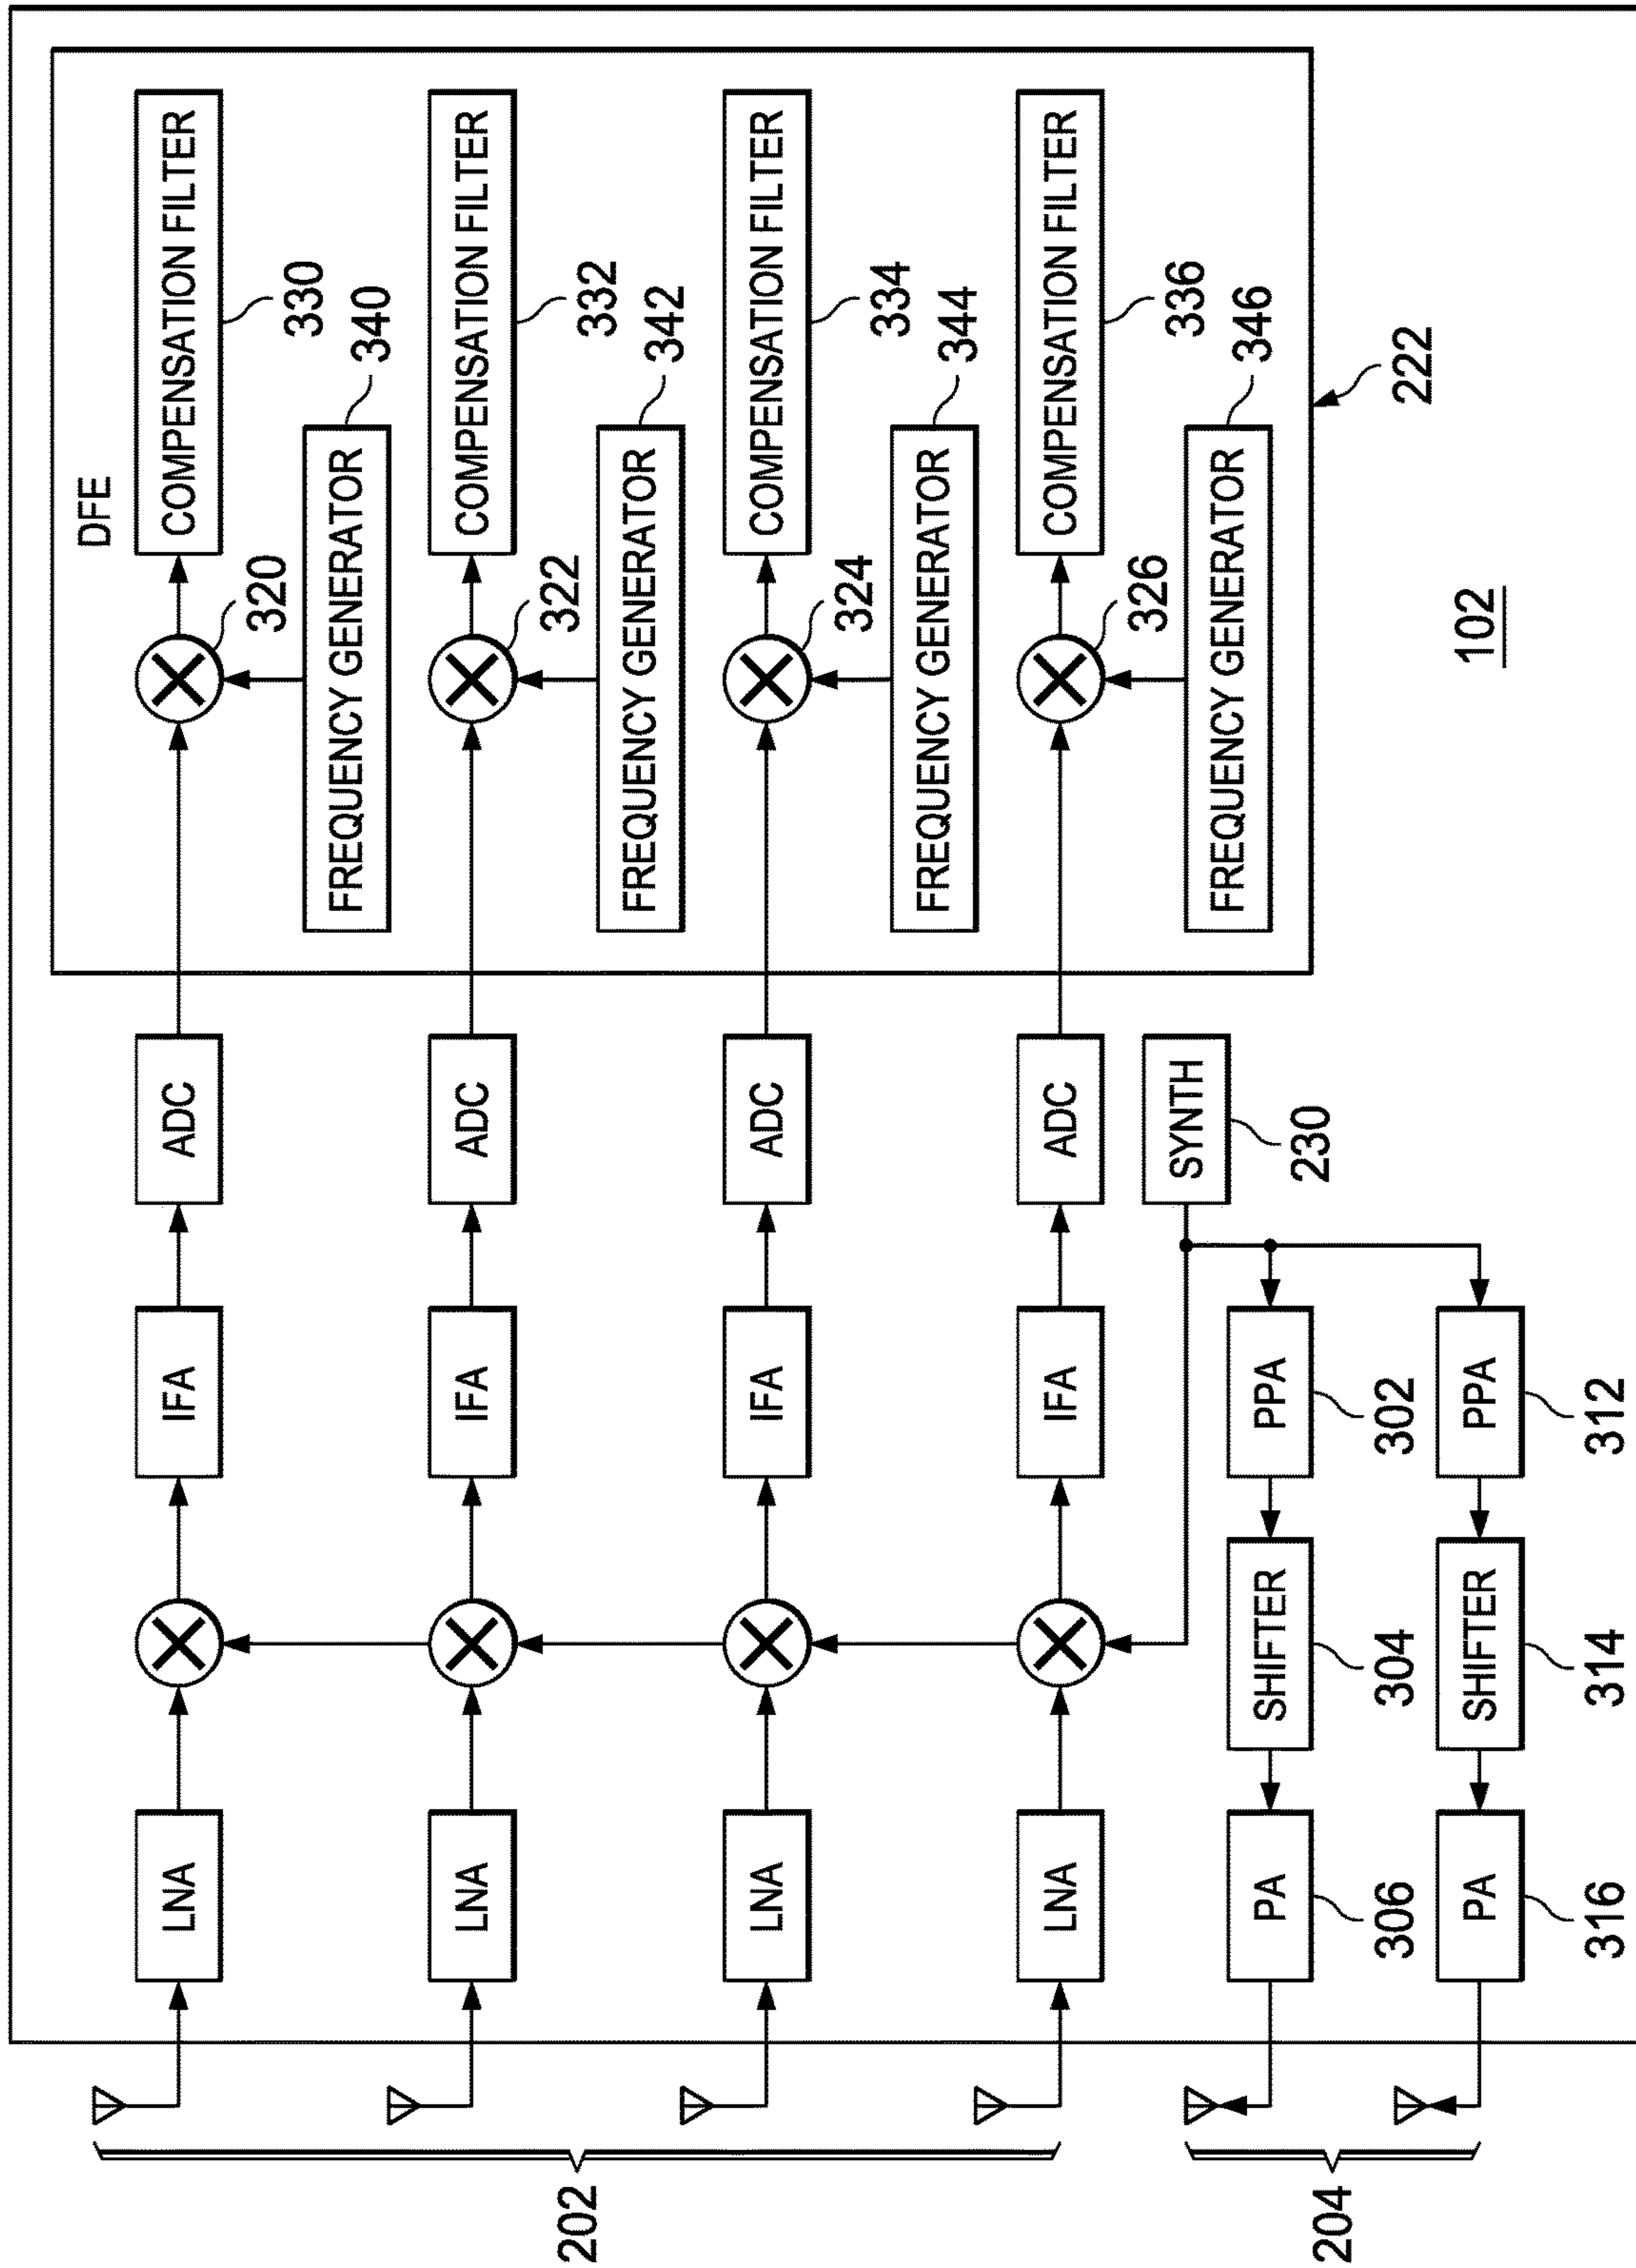 DFE
LNA
IFA
ADC
320
COMPENSATION FILTER
330
FREQUENCY GENERATOR
340
LNA
IFA
ADC
322
COMPENSATION FILTER
332
FREQUENCY GENERATOR
342
202
LNA
IFA
ADC
324
COMPENSATION FILTER
334
FREQUENCY GENERATOR
344
LNA
IFA
ADC
326
COMPENSATION FILTER
336
FREQUENCY GENERATOR
346
SYNTH
230
222
PA
306
SHIFTER
304
PPA
302
204
PA
316
SHIFTER
314
PPA
312
102